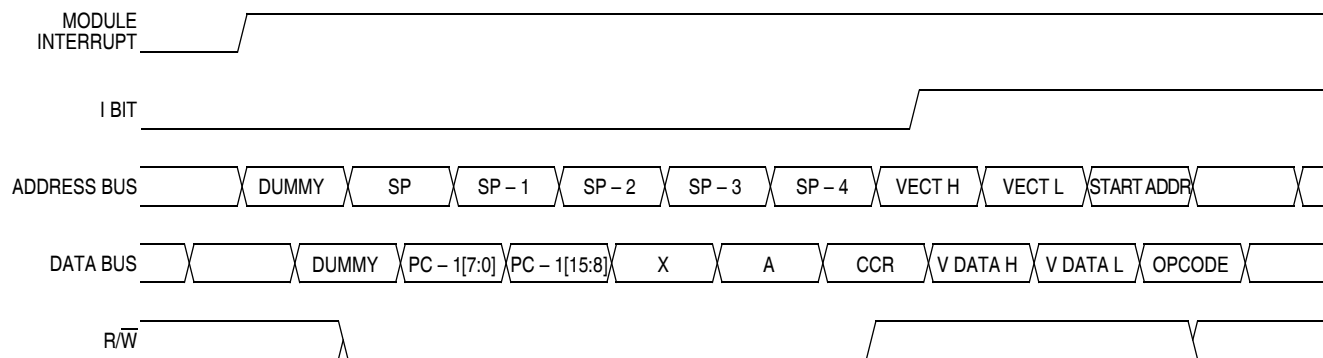 MODULE
INTERRUPT
I BIT
ADDRESS BUS DUMMY SP SP – 1 SP – 2 SP – 3 SP – 4 VECT H VECT L START ADDR
DATA BUS DUMMY PC – 1[7:0] PC – 1[15:8] X A CCR V DATA H V DATA L OPCODE
R/W̅